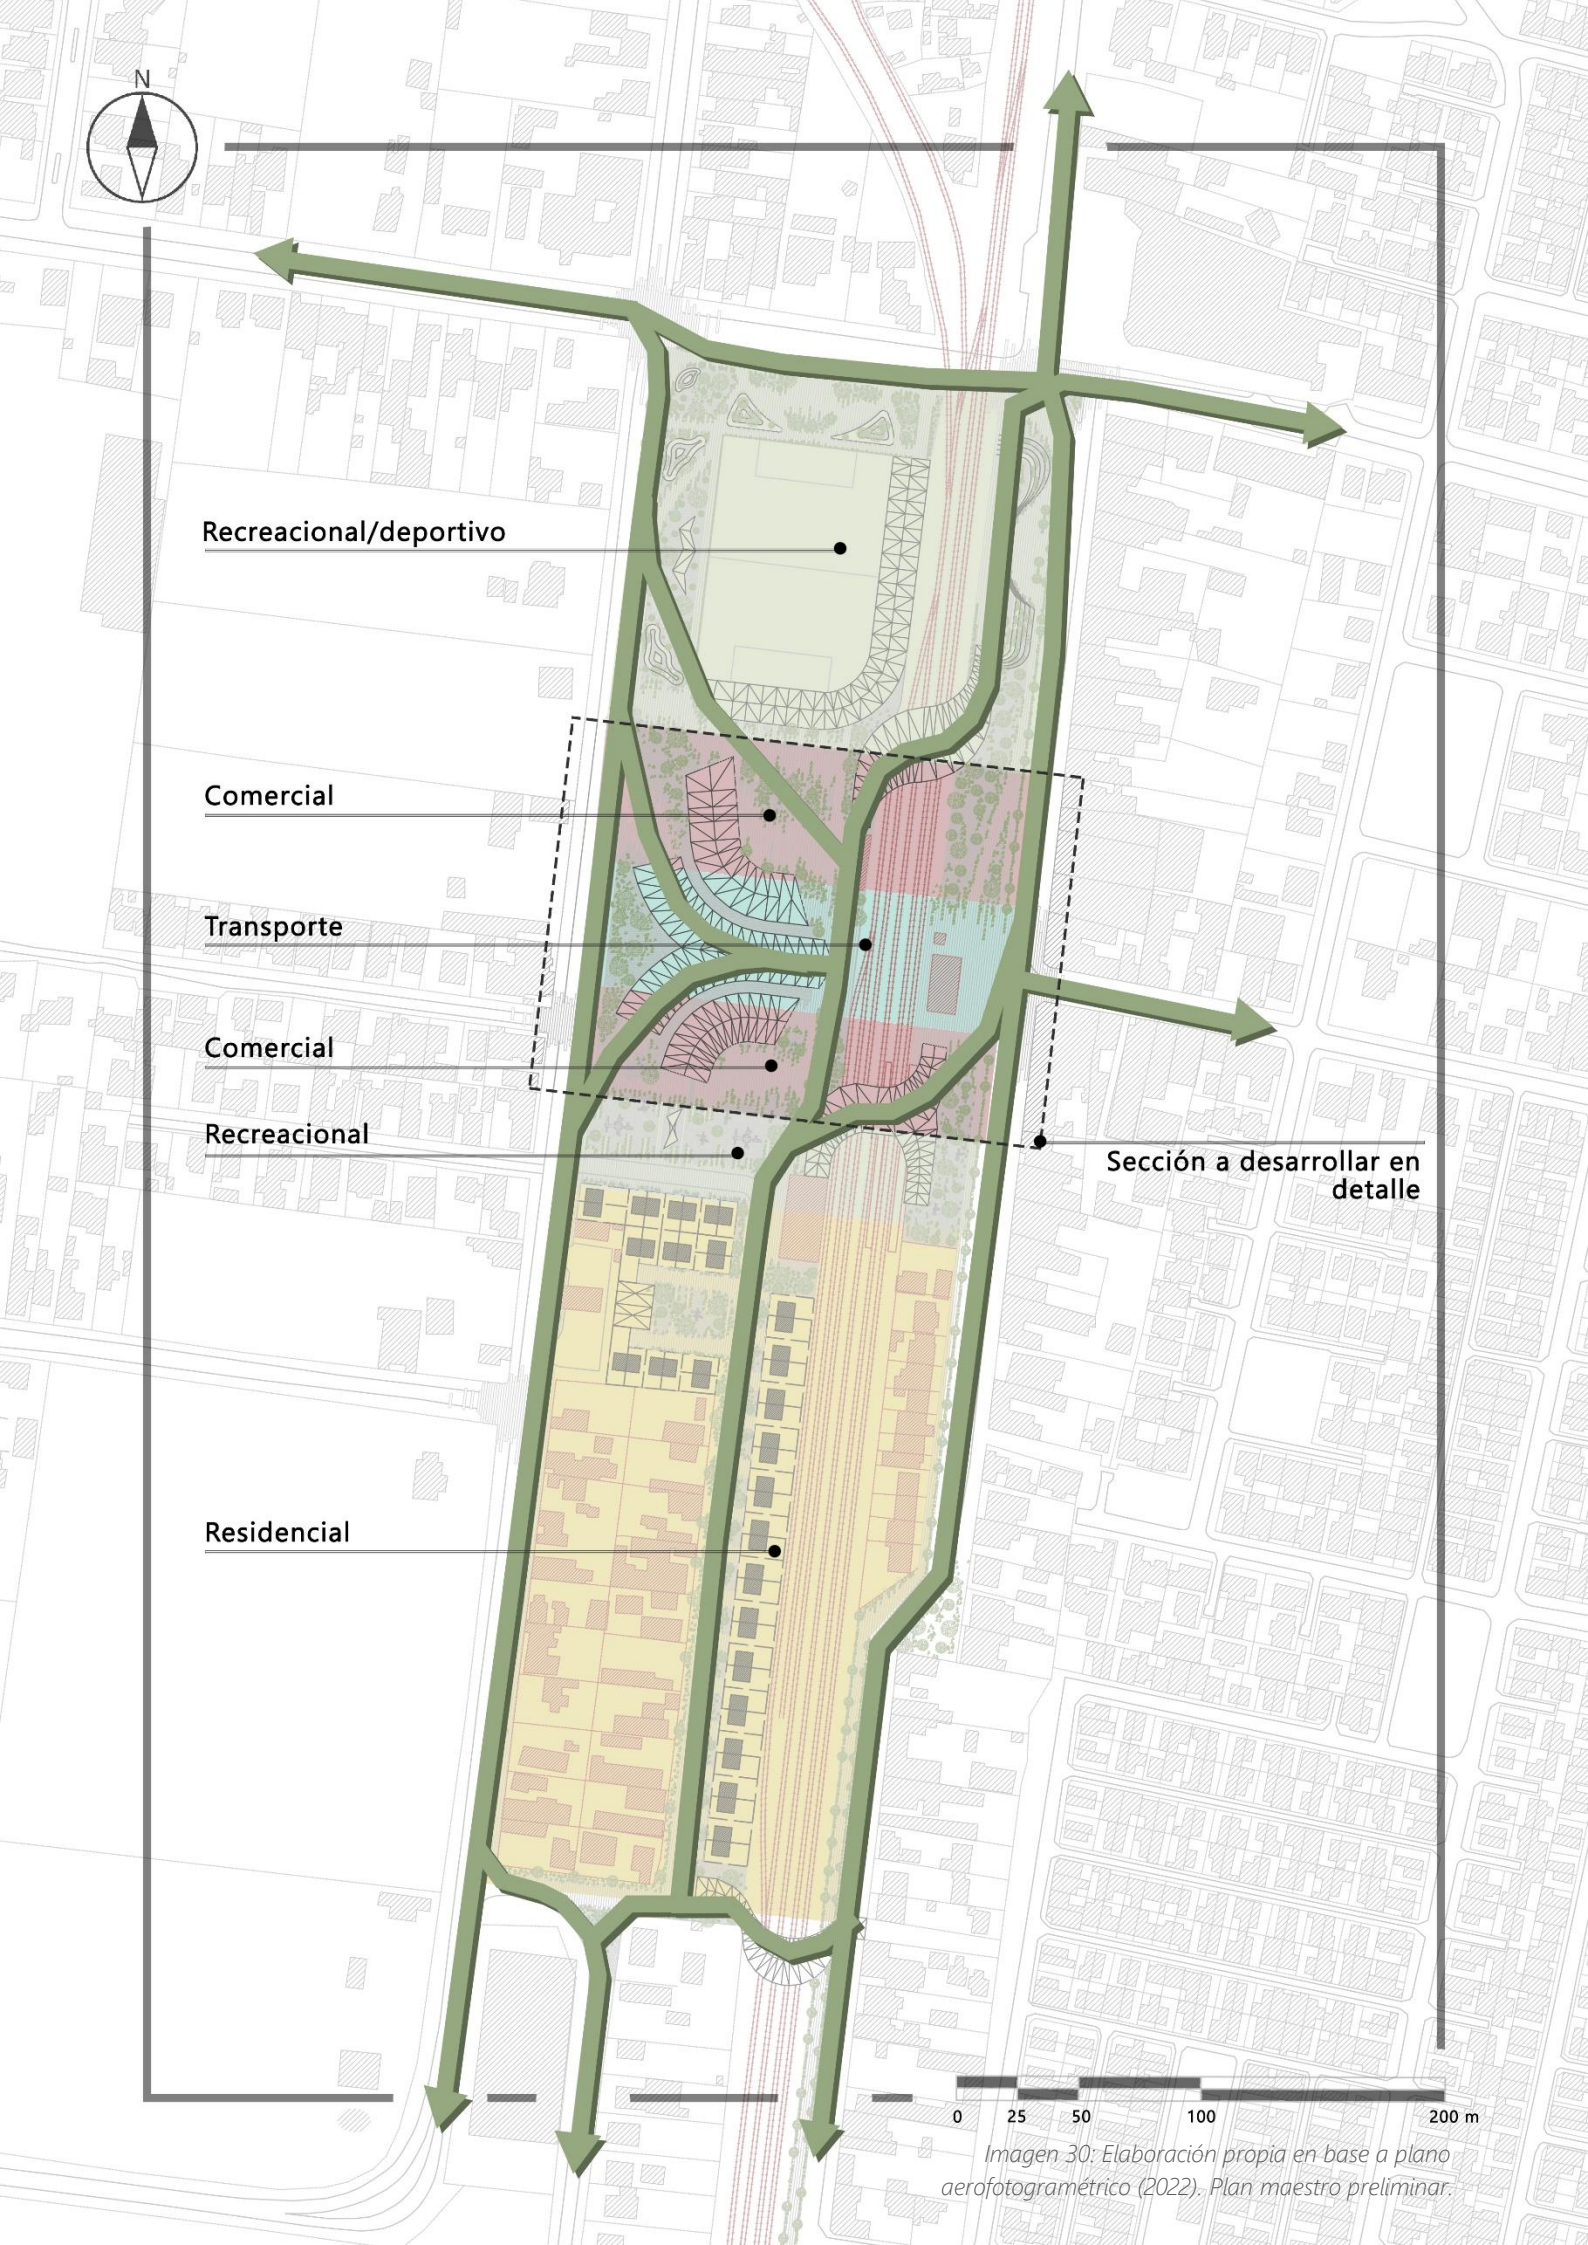 N
Recreacional/deportivo
Comercial
Transporte
Comercial
Recreacional
Sección a desarrollar en
detalle
Residencial
0 25 50 100 200 m
Imagen 30: Elaboración propia en base a plano
aerofotogramétrico (2022). Plan maestro preliminar.